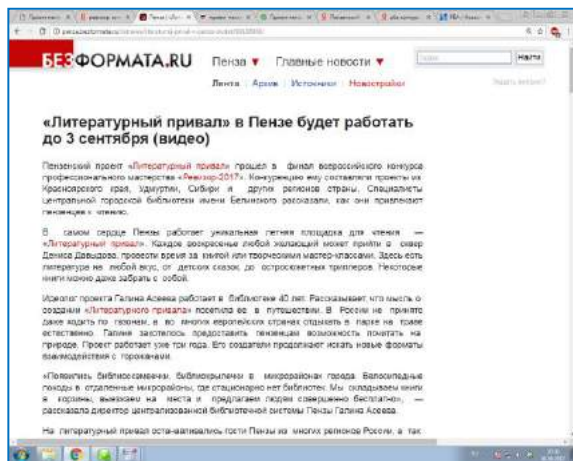 БЕЗФОРМАТА.RU
Пенза ▼ Главные новости ▼
Найти
Лента Архив Источники Новостройки
«Литературный привал» в Пензе будет работать
до 3 сентября (видео)
Пензенский проект «Литературный привал» прошел в финал всероссийского конкурса
профессионального мастерства «Ревизор-2017». Конкуренцию ему составляли проекты из
Красноярского края, Удмуртии, Сибири и других регионов страны. Специалисты
центральной городской библиотеки имени Белинского рассказали, как они привлекают
пензенцев к чтению.
В самом сердце Пензы работает уникальная летняя площадка для чтения —
«Литературный привал». Каждое воскресенье любой желающий может прийти в сквер
Дениса Давыдова, провести время за книгой или творческими мастер-классами. Здесь есть
литература на любой вкус, от детских сказок, до остросюжетных триллеров. Некоторые
книги можно даже забрать с собой.
Идеолог проекта Галина Асеева работает в библиотеке 40 лет. Рассказывает, что мысль о
создании «Литературного привала» посетила ее в путешествии. В России не принято
даже ходить по газонам, а во многих европейских странах отдыхать в парке на траве
естественно. Галине захотелось предоставить пензенцам возможность почитать на
природе. Проект работает уже три года. Его создатели продолжают искать новые форматы
взаимодействия с горожанами.
«Появились библиоскамеечки, библиокрылечки в микрорайонах города. Велосипедные
походы в отдаленные микрорайоны, где стационарно нет библиотек. Мы складываем книги
в корзины, выезжаем на места и предлагаем людям совершенно бесплатно», —
рассказала директор централизованной библиотечной системы Пензы Галина Асеева.
На литературный привал останавливались гости Пензы из многих регионов России, а так